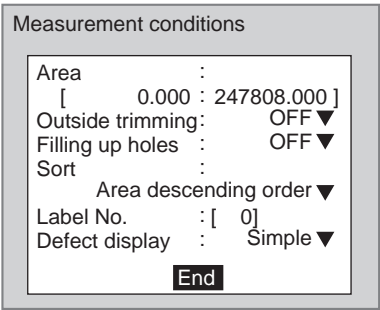 Measurement conditions
Area :
[ 0.000 : 247808.000 ]
Outside trimming: OFF▼
Filling up holes : OFF▼
Sort :
Area descending order▼
Label No. :[ 0]
Defect display : Simple▼
End